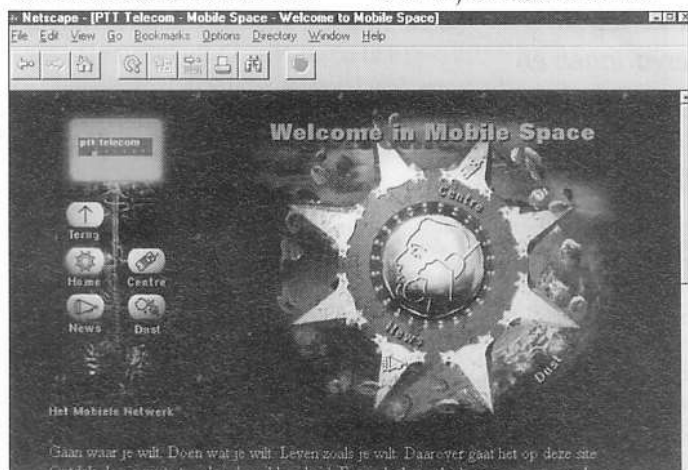 Netscape - [PTT Telecom - Mobile Space - Welcome to Mobile Space]
File Edit View Go Bookmarks Options Directory Window Help
ptt telecom
Welcome in Mobile Space
Terug
Home
Centre
News
Dust
Het Mobiele Netwerk
Centre
News
Dust
Gaan waar je wilt. Doen wat je wilt. Leven zoals je wilt. Daarover gaat het op deze site